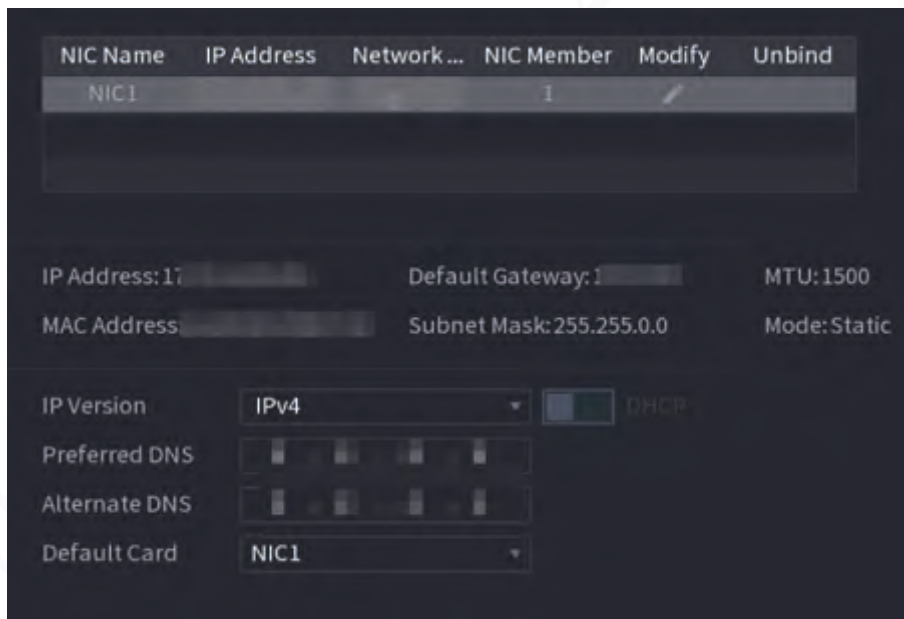 NIC Name IP Address Network ... NIC Member Modify Unbind
NIC1 1
IP Address:17 Default Gateway:1 MTU:1500
MAC Address Subnet Mask:255.255.0.0 Mode:Static
IP Version IPv4 DHCP
Preferred DNS
Alternate DNS
Default Card NIC1